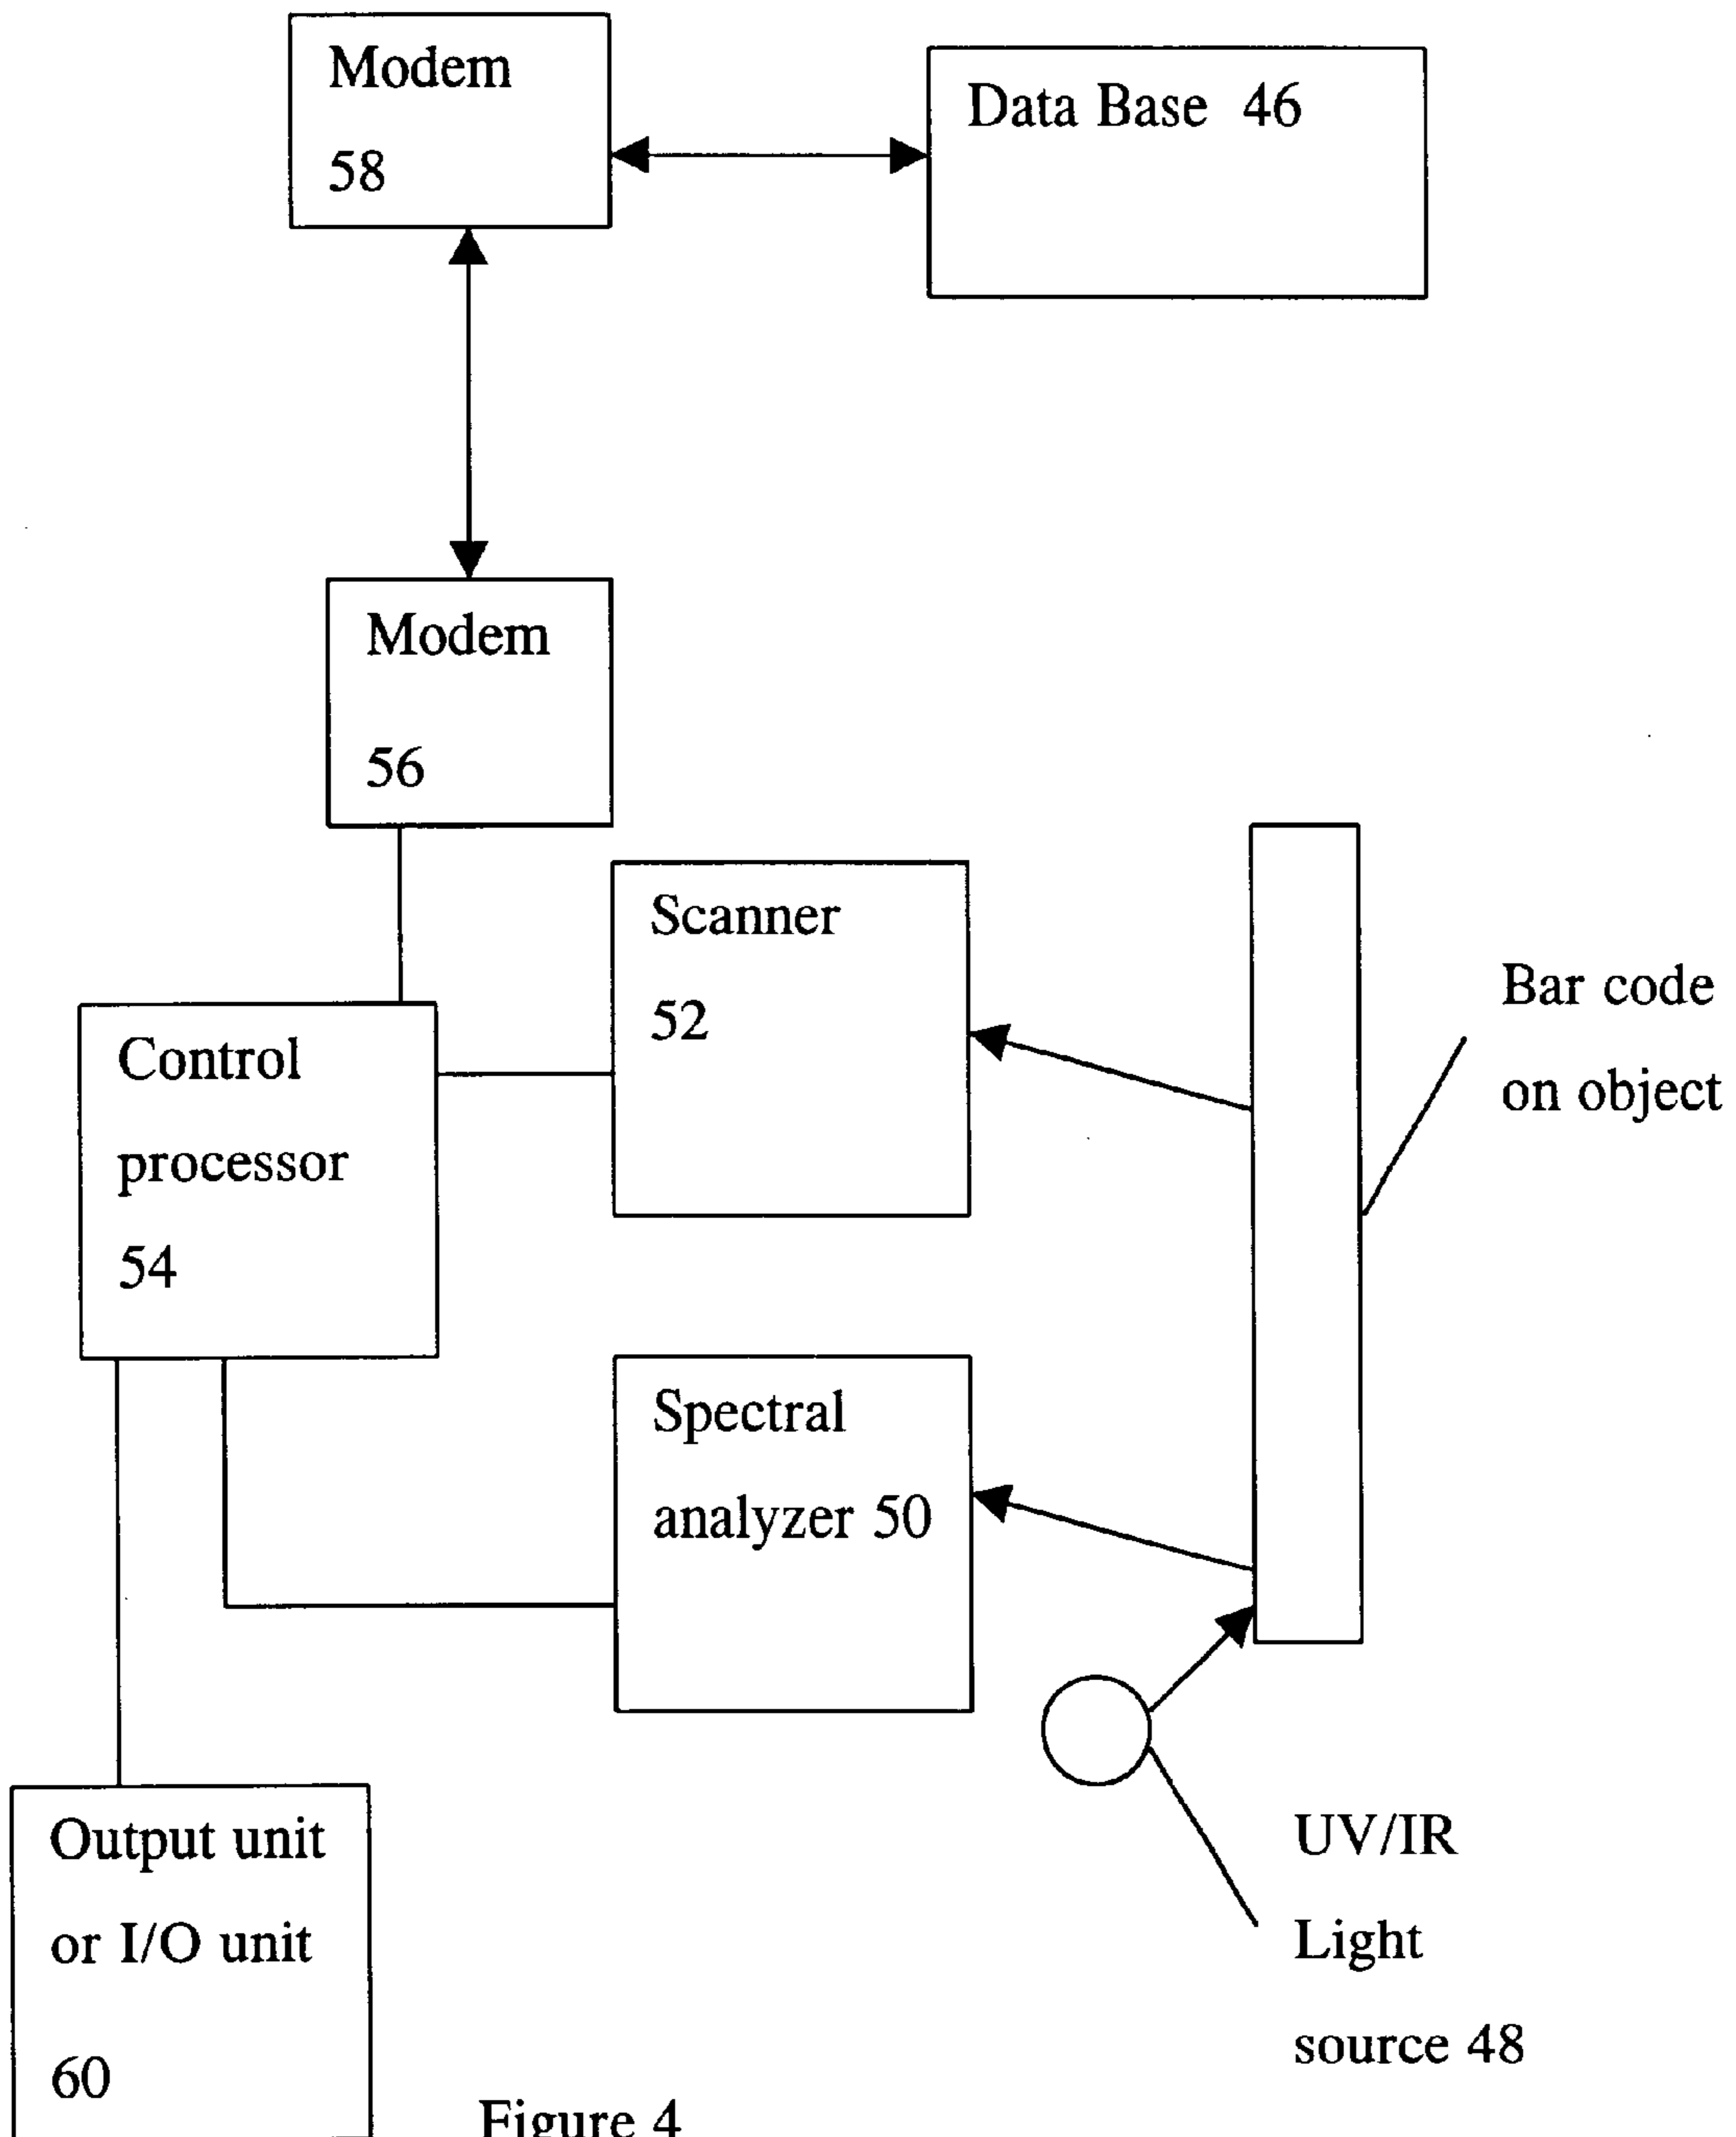 Modem
58
Data Base 46
Modem
56
Scanner
52
Bar code
on object
Control
processor
54
Spectral
analyzer 50
Output unit
or I/O unit
60
UV/IR
Light
source 48
Figure 4